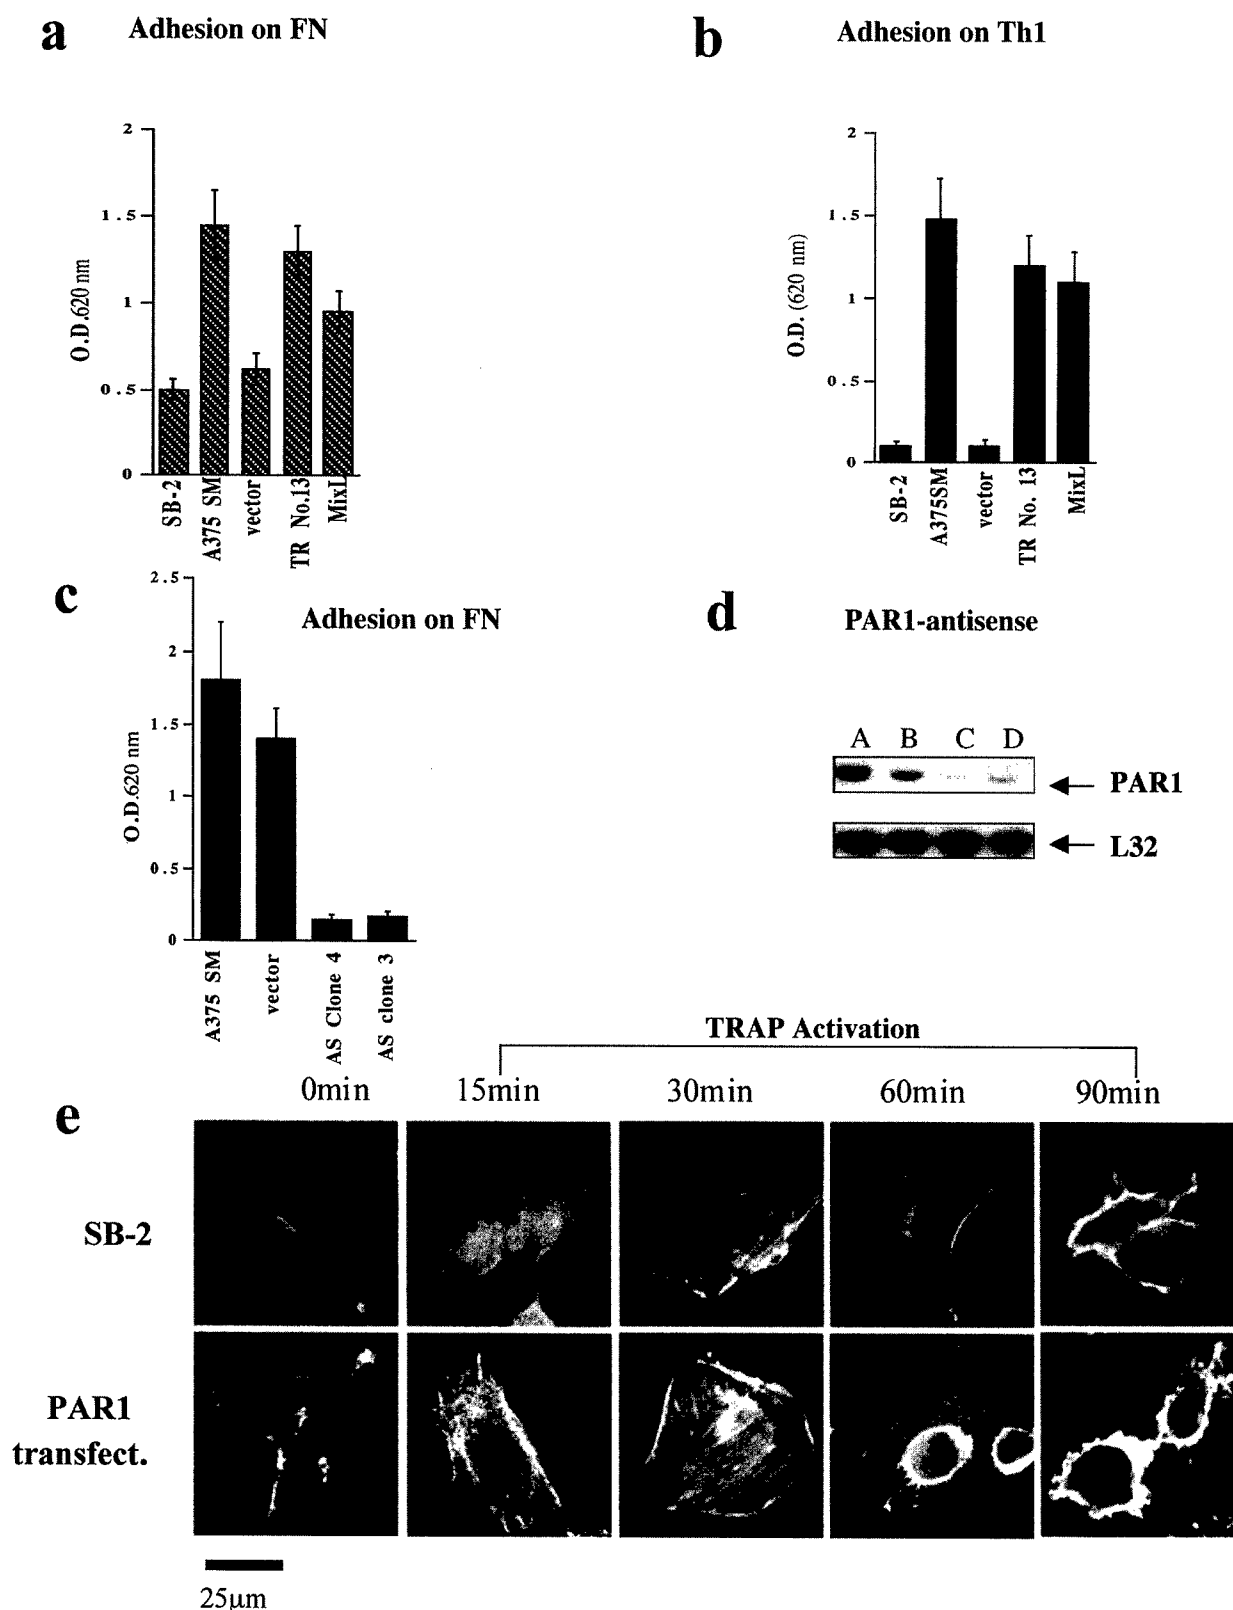 a
Adhesion on FN
2
1.5
1
0.5
0
O.D.620 nm
SB-2
A375 SM
vector
TR No.13
MixL
b
Adhesion on Th1
2
1.5
1
0.5
0
O.D. (620 nm)
SB-2
A375SM
vector
TR No. 13
MixL
c
Adhesion on FN
2.5
2
1.5
1
0.5
0
O.D.620 nm
A375 SM
vector
AS Clone 4
AS clone 3
d
PAR1-antisense
A B C D
PAR1
L32
TRAP Activation
0min 15min 30min 60min 90min
e
SB-2
PAR1
transfect.
25μm